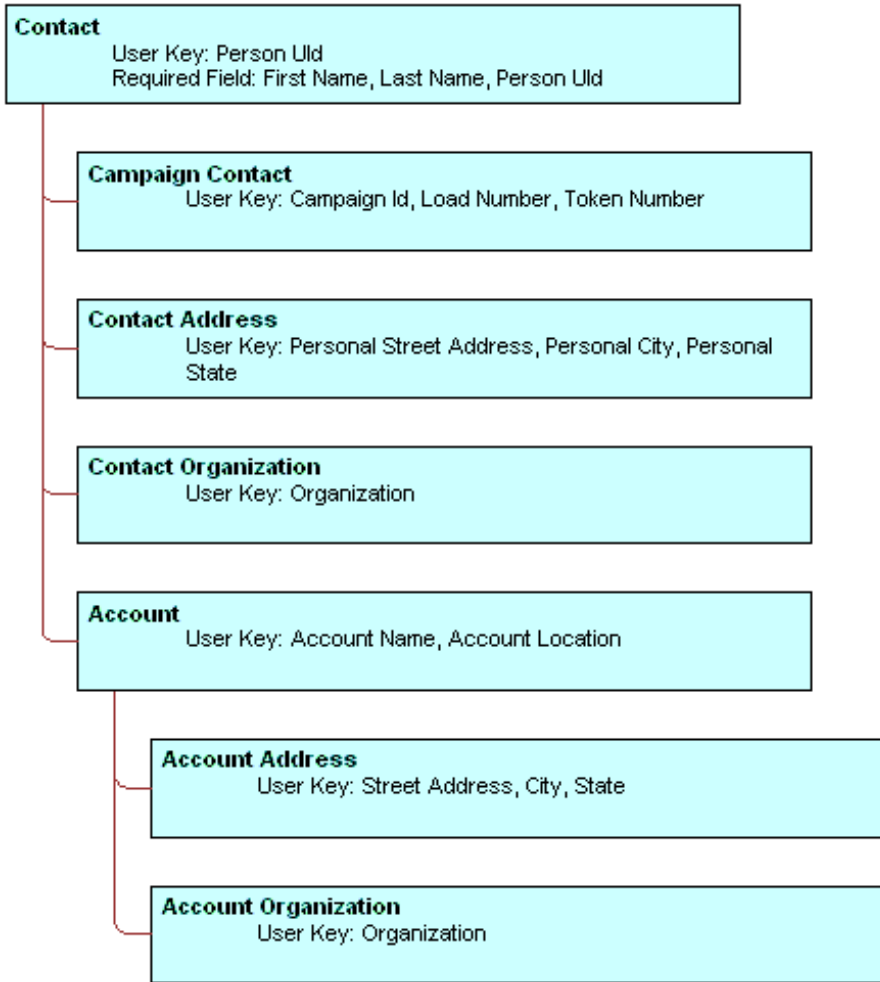 Contact
User Key: Person UId
Required Field: First Name, Last Name, Person UId
Campaign Contact
User Key: Campaign Id, Load Number, Token Number
Contact Address
User Key: Personal Street Address, Personal City, Personal
State
Contact Organization
User Key: Organization
Account
User Key: Account Name, Account Location
Account Address
User Key: Street Address, City, State
Account Organization
User Key: Organization